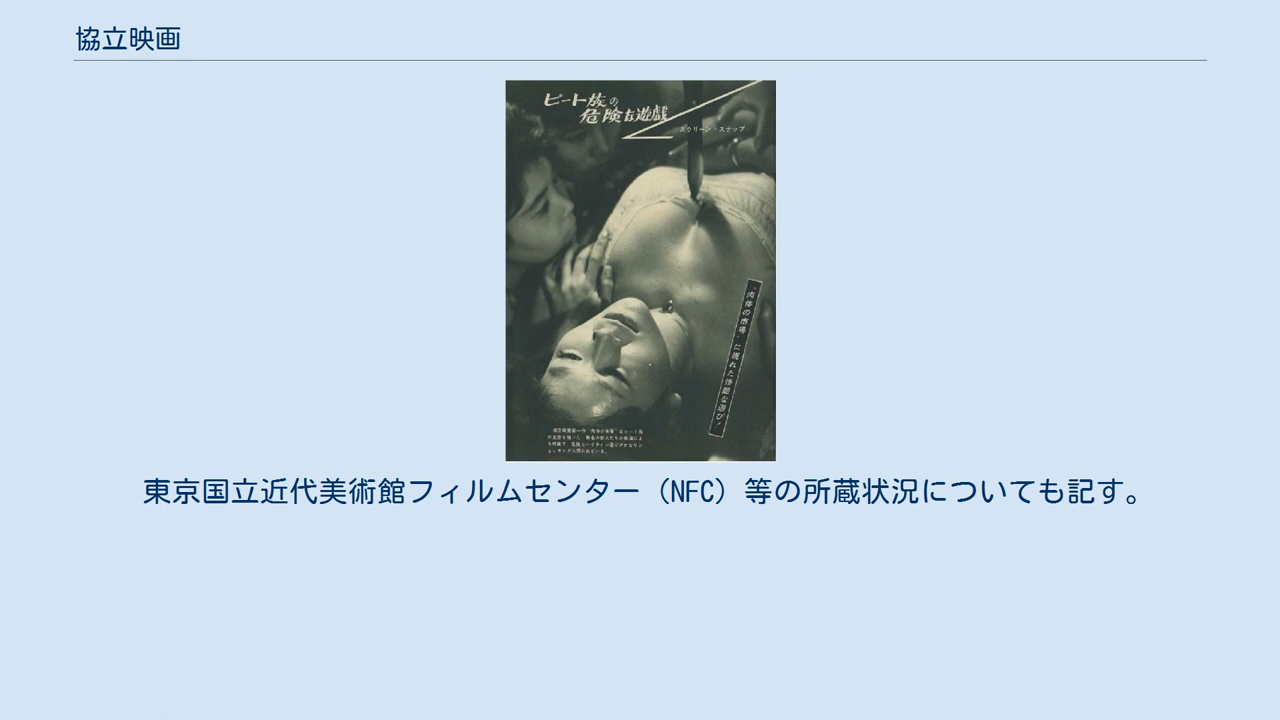 協立映画
ビート族の
危険な遊戯
スクリーン・スナップ
"肉体の市場"に現れた惨酷な遊び！
東京国立近代美術館フィルムセンター（NFC）等の所蔵状況についても記す。